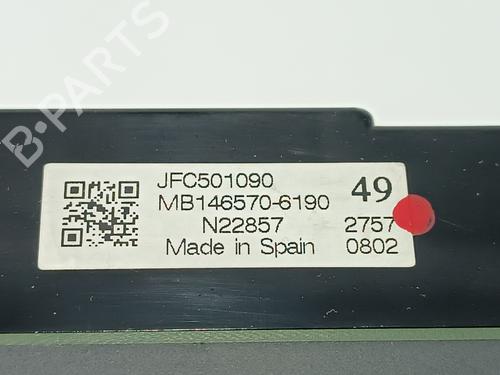 B-PARTS
JFC501090
49
MB146570-6190
N22857
2757
Made in Spain
0802